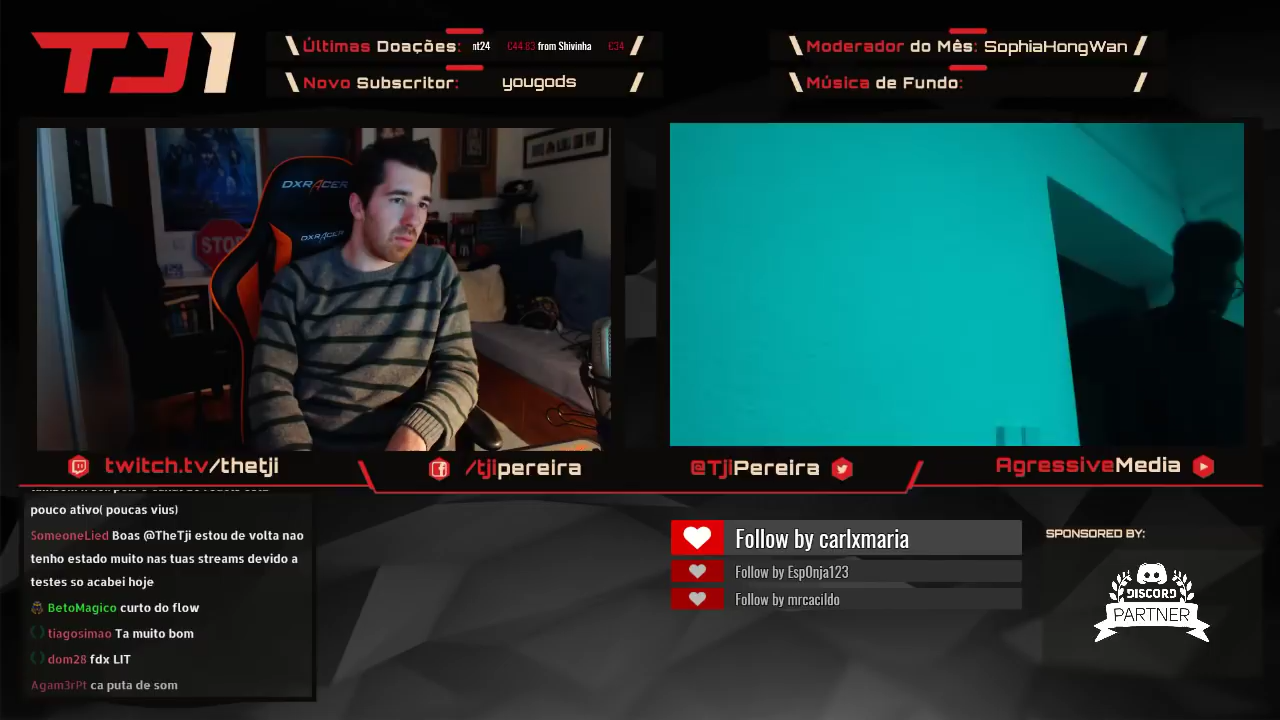 TJ1
Últimas Doações: nt24 €44.83 from Shivinha €34
Novo Subscritor: yougods
Moderador do Mês: SophiaHongWan
Música de Fundo:
DXRACER
DXRACER
STOP
twitch.tv/thetji
/tjipereira
@TjiPereira
AgressiveMedia
pouco ativo( poucas vius)
SomeoneLied Boas @TheTji estou de volta nao
tenho estado muito nas tuas streams devido a
testes so acabei hoje
BetoMagico curto do flow
tiagosimao Ta muito bom
dom28 fdx LIT
Agam3rPt ca puta de som
Follow by carlxmaria
Follow by Esp0nja123
Follow by mrcacildo
SPONSORED BY:
DISCORD
PARTNER